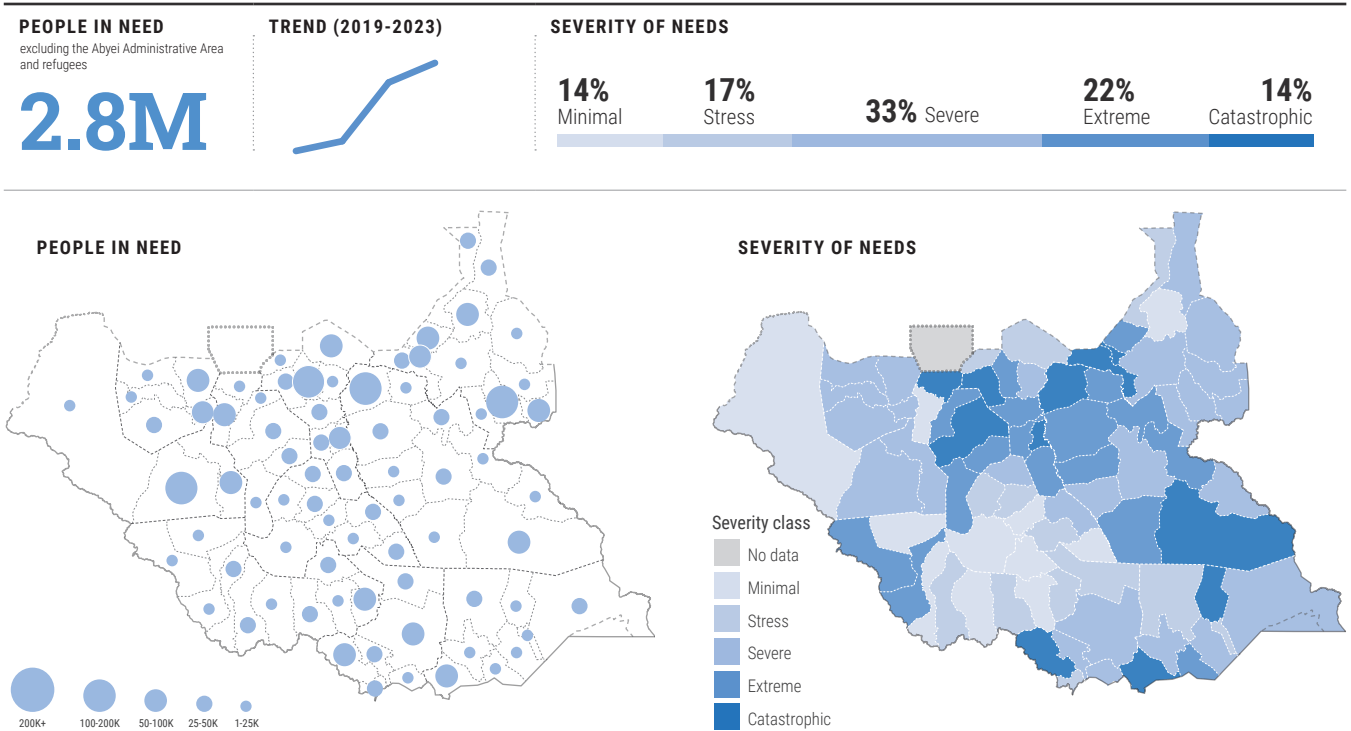 PEOPLE IN NEED
excluding the Abyei Administrative Area
and refugees
2.8M
TREND (2019-2023)
SEVERITY OF NEEDS
14%
Minimal
17%
Stress
33% Severe
22%
Extreme
14%
Catastrophic
PEOPLE IN NEED
200K+
100-200K
50-100K
25-50K
1-25K
SEVERITY OF NEEDS
Severity class
No data
Minimal
Stress
Severe
Extreme
Catastrophic